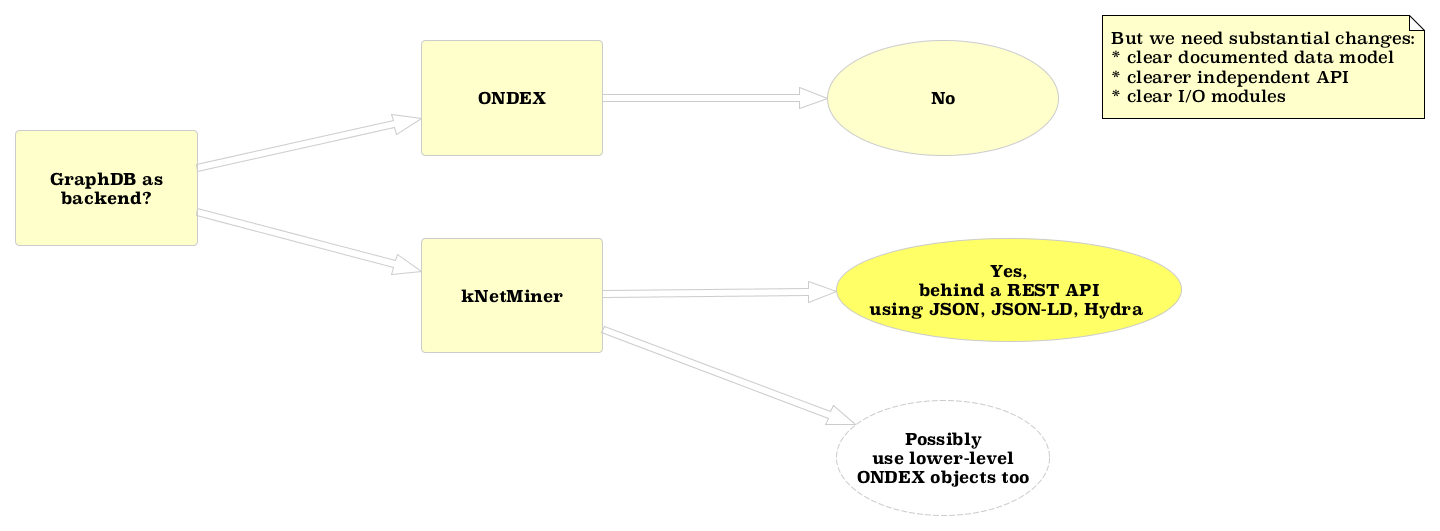 GraphDB as
backend?
ONDEX
No
But we need substantial changes:
* clear documented data model
* clearer independent API
* clear I/O modules
kNetMiner
Yes,
behind a REST API
using JSON, JSON-LD, Hydra
Possibly
use lower-level
ONDEX objects too